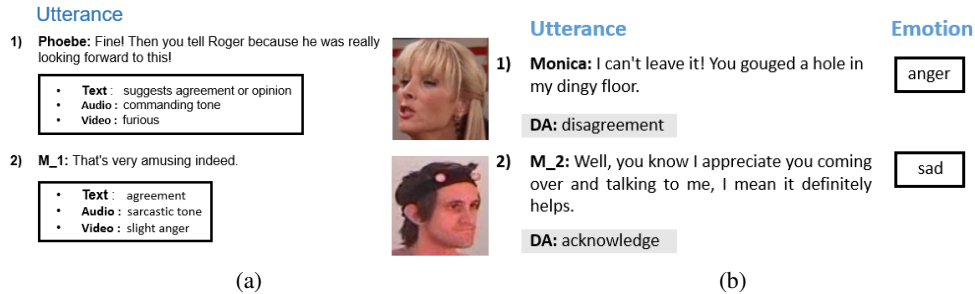 Utterance
1) Phoebe: Fine! Then you tell Roger because he was really
looking forward to this!
• Text : suggests agreement or opinion
• Audio : commanding tone
• Video : furious
2) M_1: That's very amusing indeed.
• Text : agreement
• Audio : sarcastic tone
• Video : slight anger
(a)
Utterance Emotion
1) Monica: I can't leave it! You gouged a hole in
my dingy floor.
anger
DA: disagreement
2) M_2: Well, you know I appreciate you coming
over and talking to me, I mean it definitely
helps.
sad
DA: acknowledge
(b)